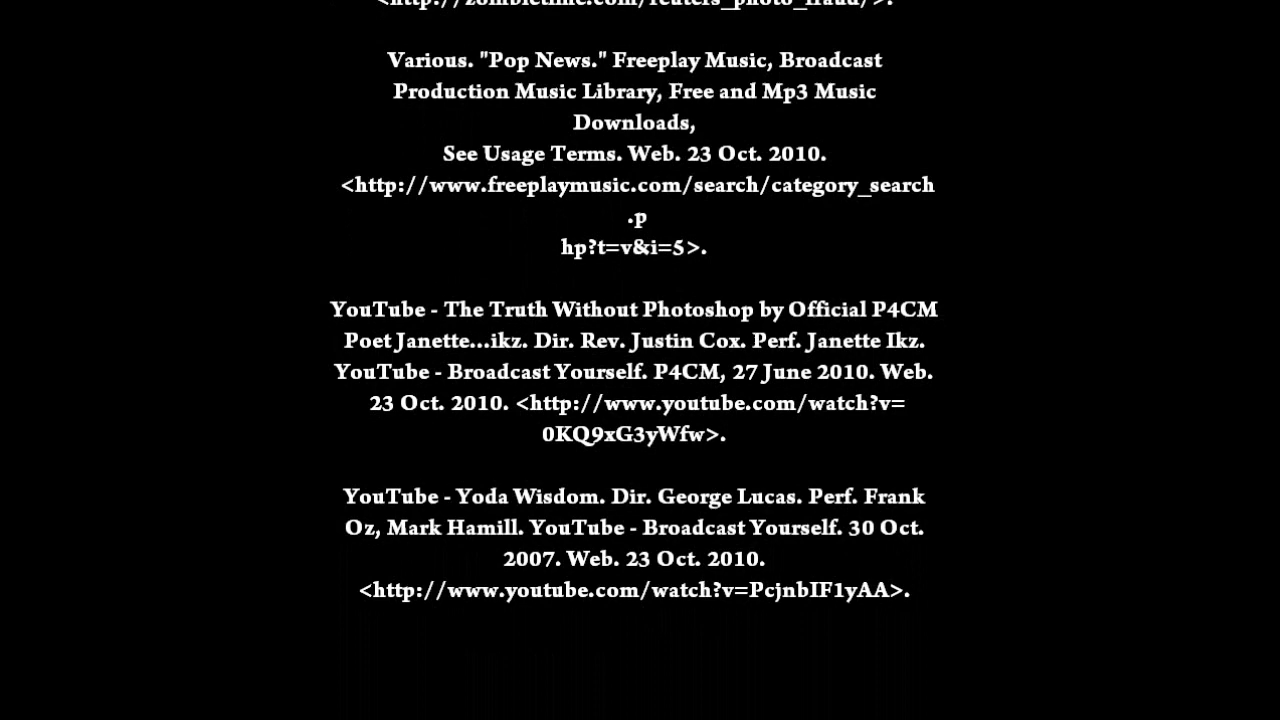 <http://zombietime.com/reuters_photo_fraud/>.
Various. "Pop News." Freeplay Music, Broadcast
Production Music Library, Free and Mp3 Music
Downloads,
See Usage Terms. Web. 23 Oct. 2010.
<http://www.freeplaymusic.com/search/category_search
.p
hp?t=v&i=5>.
YouTube - The Truth Without Photoshop by Official P4CM
Poet Janette...ikz. Dir. Rev. Justin Cox. Perf. Janette Ikz.
YouTube - Broadcast Yourself. P4CM, 27 June 2010. Web.
23 Oct. 2010. <http://www.youtube.com/watch?v=
0KQ9xG3yWfw>.
YouTube - Yoda Wisdom. Dir. George Lucas. Perf. Frank
Oz, Mark Hamill. YouTube - Broadcast Yourself. 30 Oct.
2007. Web. 23 Oct. 2010.
<http://www.youtube.com/watch?v=PcjnbIF1yAA>.